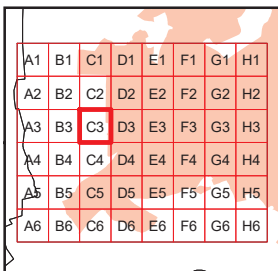 A1 B1 C1 D1 E1 F1 G1 H1
A2 B2 C2 D2 E2 F2 G2 H2
A3 B3 C3 D3 E3 F3 G3 H3
A4 B4 C4 D4 E4 F4 G4 H4
A5 B5 C5 D5 E5 F5 G5 H5
A6 B6 C6 D6 E6 F6 G6 H6